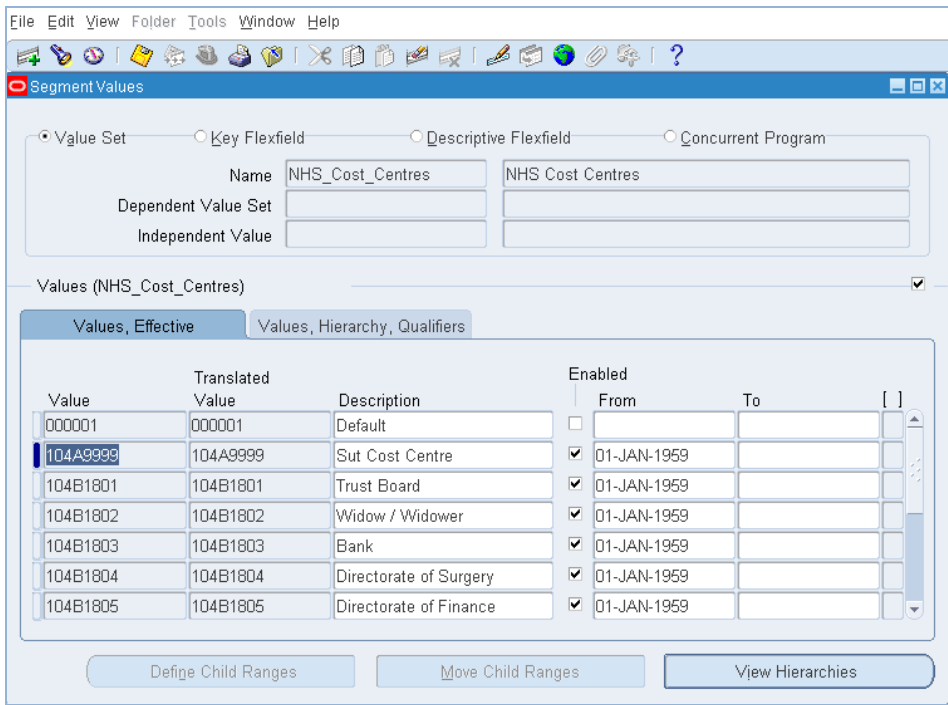 File Edit View Folder Tools Window Help
Segment Values
Value Set Key Flexfield Descriptive Flexfield Concurrent Program
Name NHS_Cost_Centres NHS Cost Centres
Dependent Value Set
Independent Value
Values (NHS_Cost_Centres)
Values, Effective Values, Hierarchy, Qualifiers
Translated Enabled
Value Value Description From To [ ]
000001 000001 Default
104A9999 104A9999 Sut Cost Centre 01-JAN-1959
104B1801 104B1801 Trust Board 01-JAN-1959
104B1802 104B1802 Widow / Widower 01-JAN-1959
104B1803 104B1803 Bank 01-JAN-1959
104B1804 104B1804 Directorate of Surgery 01-JAN-1959
104B1805 104B1805 Directorate of Finance 01-JAN-1959
Define Child Ranges Move Child Ranges View Hierarchies